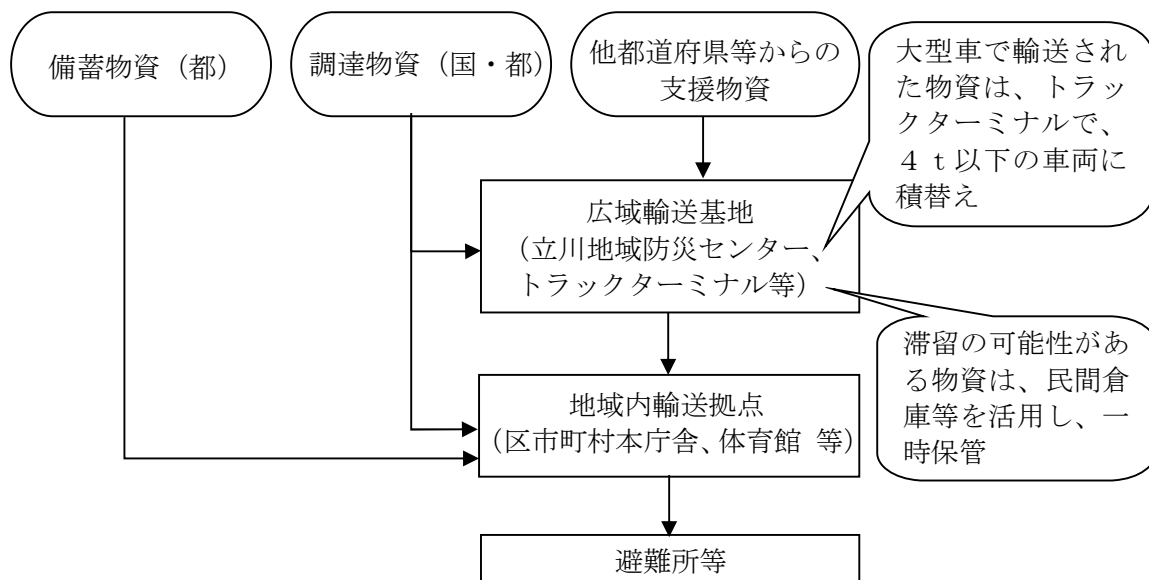 備蓄物資(都)
調達物資(国・都)
他都道府県等からの
支援物資
大型車で輸送され
た物資は、トラッ
クターミナルで、
4t以下の車両に
積替え
広域輸送基地
(立川地域防災センター、
トラックターミナル等)
滞留の可能性があ
る物資は、民間倉
庫等を活用し、一
時保管
地域内輸送拠点
(区市町村本庁舎、体育館 等)
避難所等